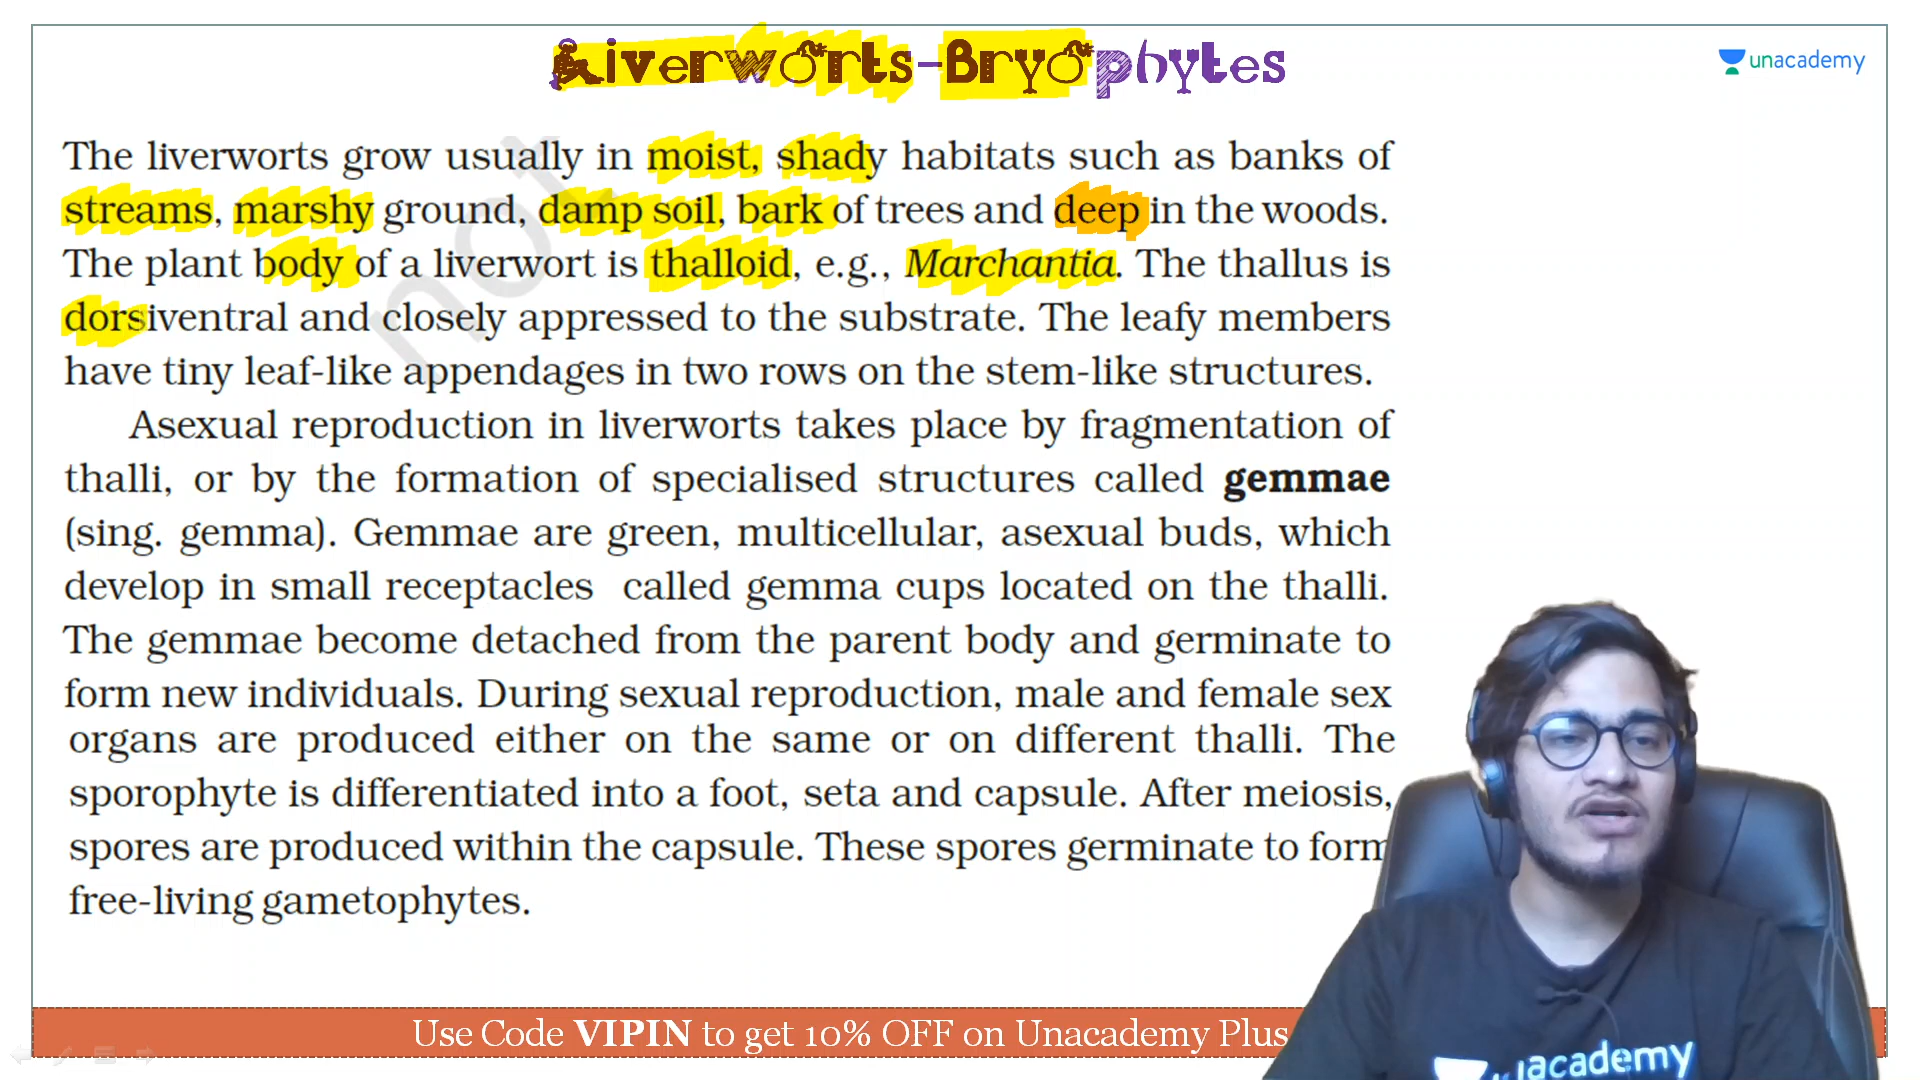 Liverworts-Bryophytes
unacademy
The liverworts grow usually in moist, shady habitats such as banks of
streams, marshy ground, damp soil, bark of trees and deep in the woods.
The plant body of a liverwort is thalloid, e.g., Marchantia. The thallus is
dorsiventral and closely appressed to the substrate. The leafy members
have tiny leaf-like appendages in two rows on the stem-like structures.
Asexual reproduction in liverworts takes place by fragmentation of
thalli, or by the formation of specialised structures called gemmae
(sing. gemma). Gemmae are green, multicellular, asexual buds, which
develop in small receptacles called gemma cups located on the thalli.
The gemmae become detached from the parent body and germinate to
form new individuals. During sexual reproduction, male and female sex
organs are produced either on the same or on different thalli. The
sporophyte is differentiated into a foot, seta and capsule. After meiosis,
spores are produced within the capsule. These spores germinate to form
free-living gametophytes.
not
Use Code VIPIN to get 10% OFF on Unacademy Plus
unacademy